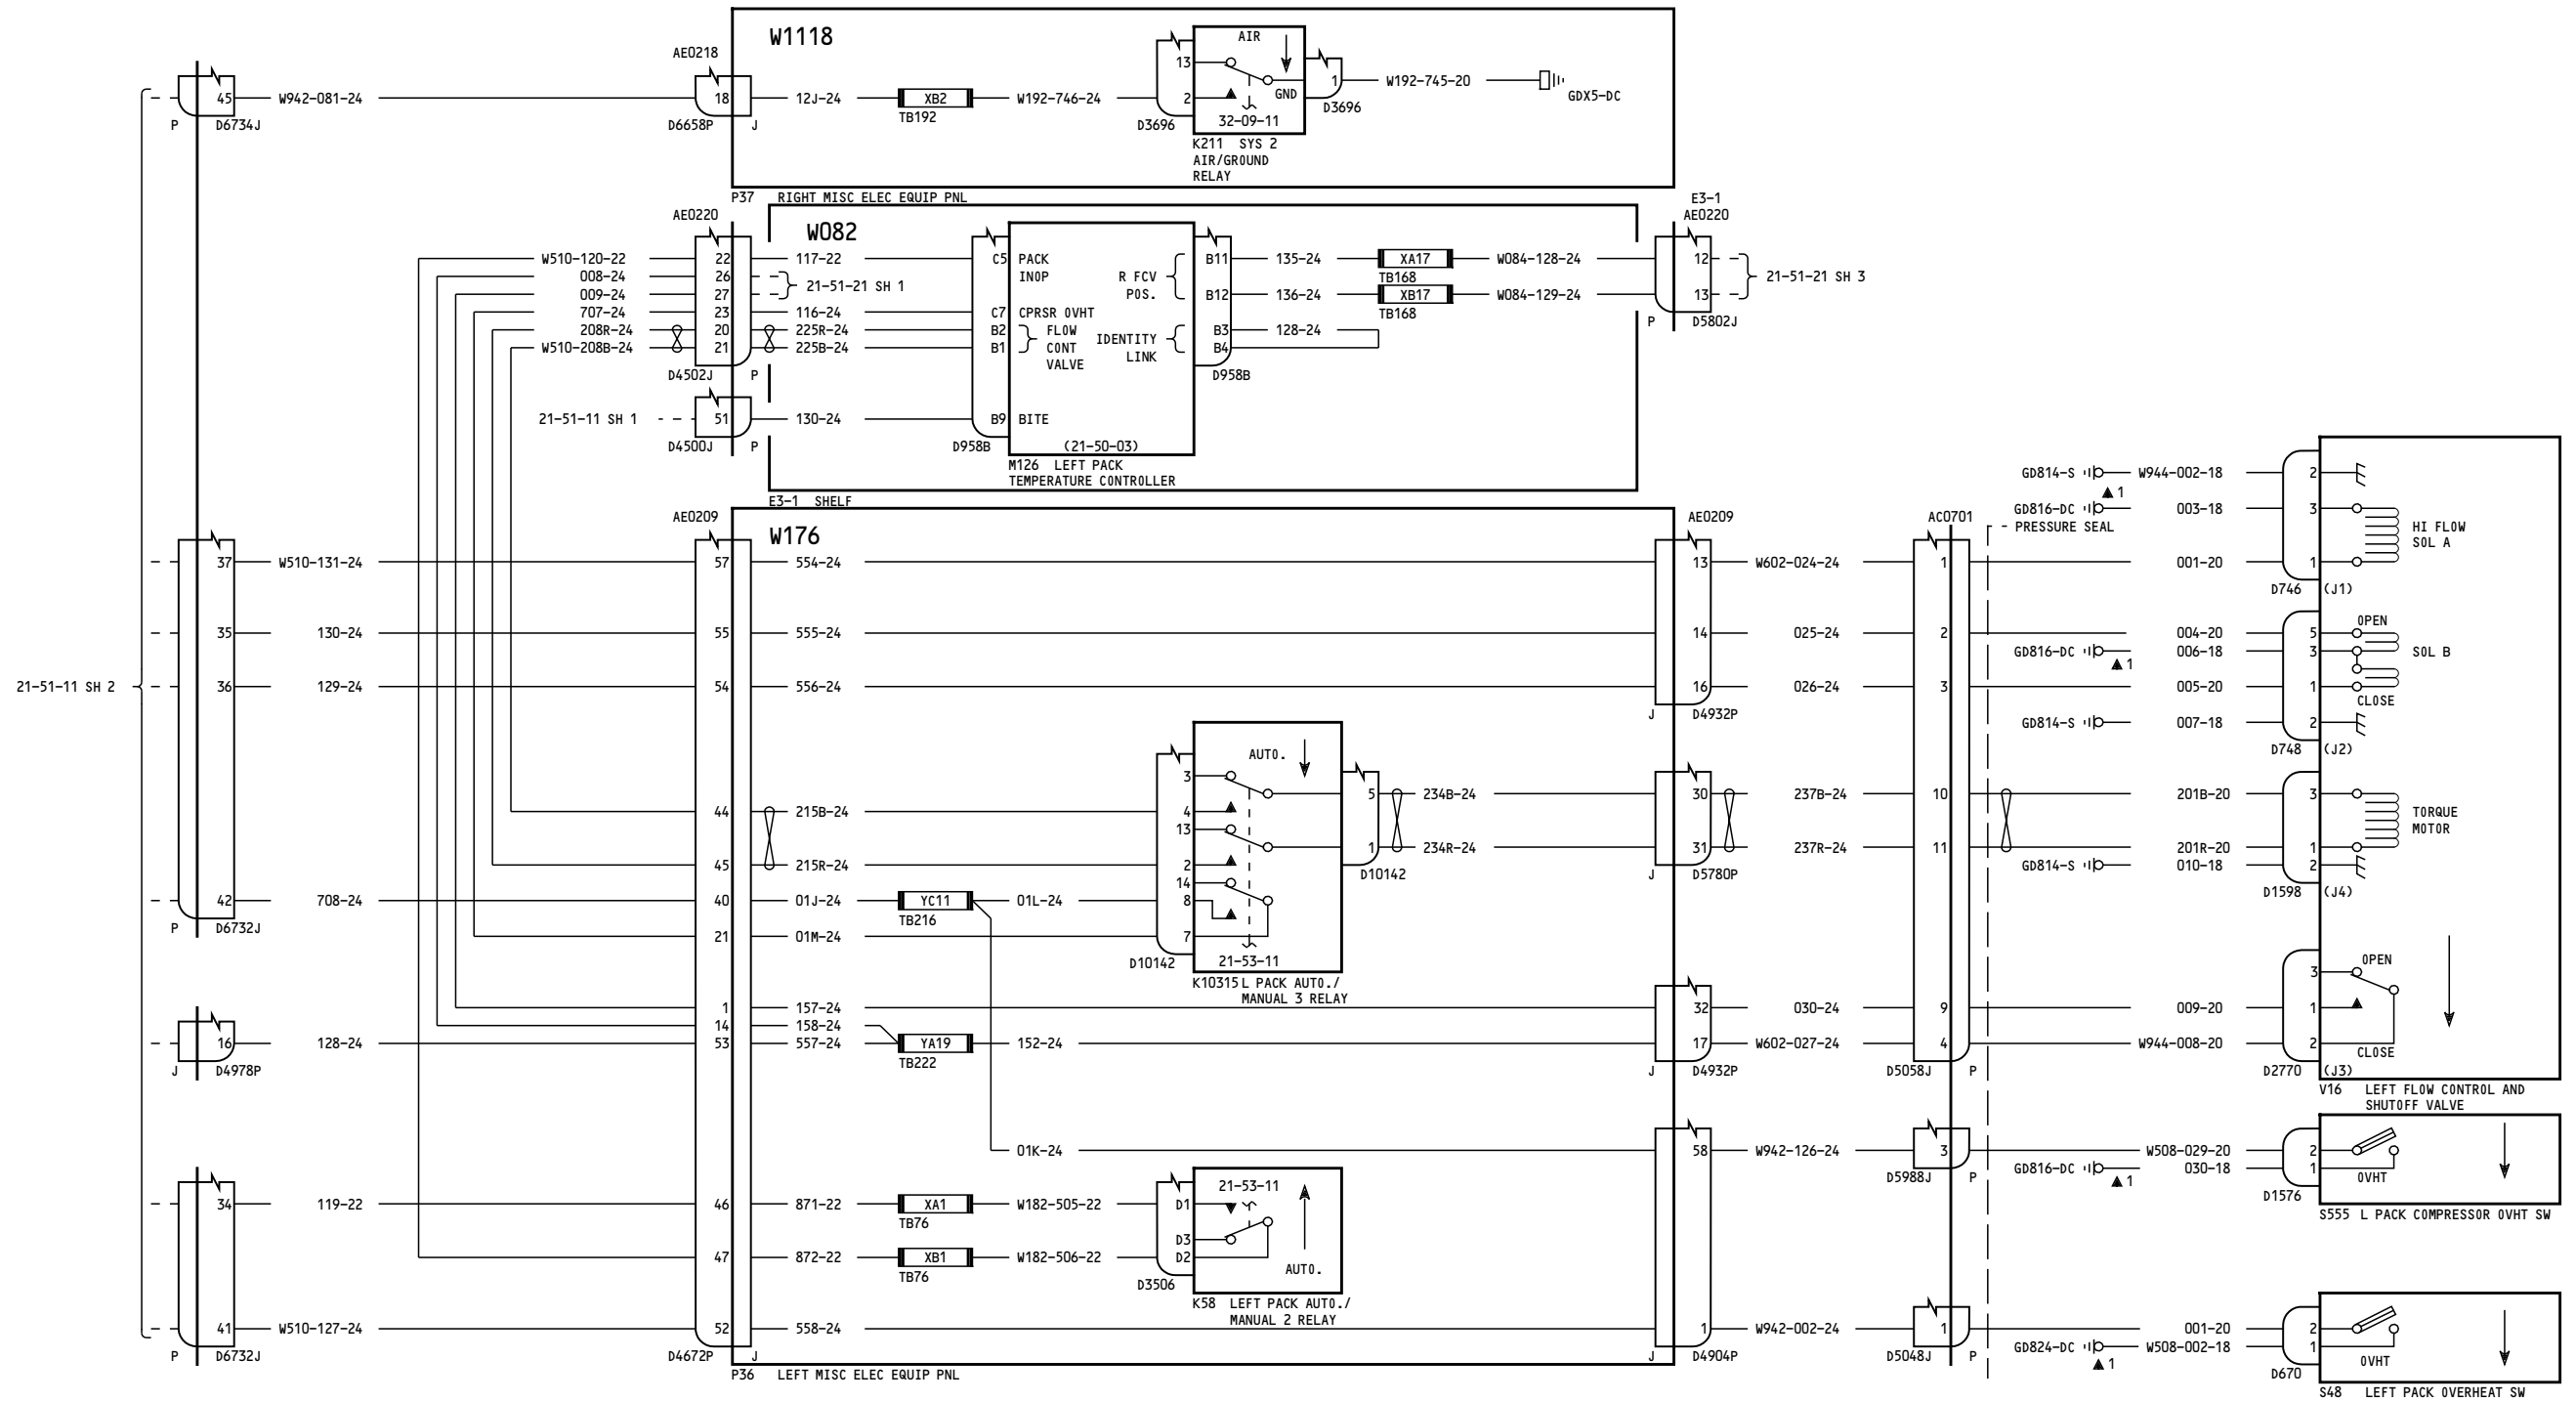 W1118
AE0218
AIR
45
W942-081-24
18
12J-24
XB2
W192-746-24
13
2
1
W192-745-20
GND
GDX5-DC
P
D6734J
D6658P
J
TB192
D3696
32-09-11
D3696
K211 SYS 2
AIR/GROUND
RELAY
P37 RIGHT MISC ELEC EQUIP PNL
E3-1
AE0220
AE0220
W082
W510-120-22
22
117-22
C5
PACK
INOP
008-24
26
009-24
27
21-51-21 SH 1
707-24
23
116-24
C7
CPRSR OVHT
208R-24
20
225R-24
B2
FLOW
CONT
VALVE
W510-208B-24
21
225B-24
B1
R FCV
POS.
B11
135-24
XA17
TB168
W084-128-24
12
21-51-21 SH 3
B12
136-24
XB17
TB168
W084-129-24
13
P
D5802J
IDENTITY
LINK
B3
128-24
B4
D958B
D4502J
P
21-51-11 SH 1
51
130-24
B9
BITE
D4500J
P
D958B
(21-50-03)
M126 LEFT PACK
TEMPERATURE CONTROLLER
E3-1 SHELF
AE0209
W176
AE0209
AC0701
PRESSURE SEAL
GD814-S
W944-002-18
2
▲1
GD816-DC
003-18
3
HI FLOW
SOL A
37
W510-131-24
57
554-24
13
W602-024-24
1
001-20
1
D746
(J1)
35
130-24
55
555-24
14
025-24
2
004-20
5
OPEN
GD816-DC
006-18
3
SOL B
▲1
21-51-11 SH 2
36
129-24
54
556-24
16
026-24
3
005-20
1
CLOSE
J
D4932P
GD814-S
007-18
2
D748
(J2)
AUTO.
3
5
234B-24
30
237B-24
10
201B-20
3
TORQUE
MOTOR
44
215B-24
4
13
1
234R-24
31
237R-24
11
201R-20
1
45
215R-24
2
D10142
J
D5780P
GD814-S
010-18
2
14
D1598
(J4)
42
708-24
40
01J-24
YC11
TB216
01L-24
8
P
D6732J
21
01M-24
7
D10142
21-53-11
K10315 L PACK AUTO./
MANUAL 3 RELAY
3
OPEN
1
157-24
32
030-24
9
009-20
1
14
158-24
16
128-24
53
557-24
YA19
TB222
152-24
17
W602-027-24
4
W944-008-20
2
CLOSE
J
D4978P
J
D4932P
D5058J
P
D2770
(J3)
V16 LEFT FLOW CONTROL AND
SHUTOFF VALVE
01K-24
58
W942-126-24
3
W508-029-20
2
D5988J
P
GD816-DC
030-18
1
▲1
OVHT
D1576
S555 L PACK COMPRESSOR OVHT SW
34
119-22
46
871-22
XA1
TB76
W182-505-22
D1
21-53-11
D3
47
872-22
XB1
TB76
W182-506-22
D2
AUTO.
D3506
K58 LEFT PACK AUTO./
MANUAL 2 RELAY
41
W510-127-24
52
558-24
1
W942-002-24
1
001-20
2
P
D6732J
D4672P
J
J
D4904P
D5048J
P
GD824-DC
W508-002-18
1
▲1
OVHT
D670
P36 LEFT MISC ELEC EQUIP PNL
S48 LEFT PACK OVERHEAT SW